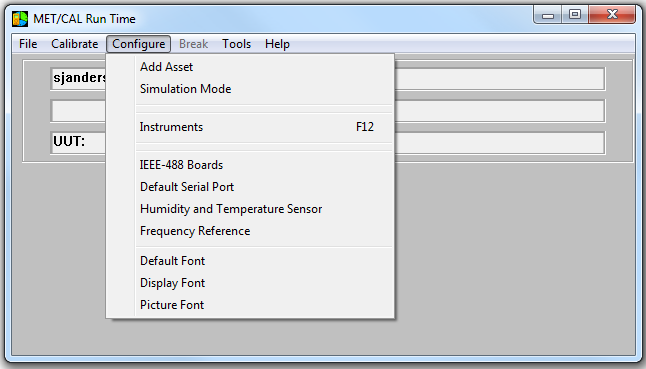 MET/CAL Run Time
File Calibrate Configure Break Tools Help
Add Asset
Simulation Mode
Instruments F12
IEEE-488 Boards
Default Serial Port
Humidity and Temperature Sensor
Frequency Reference
Default Font
Display Font
Picture Font
sjanders
UUT: